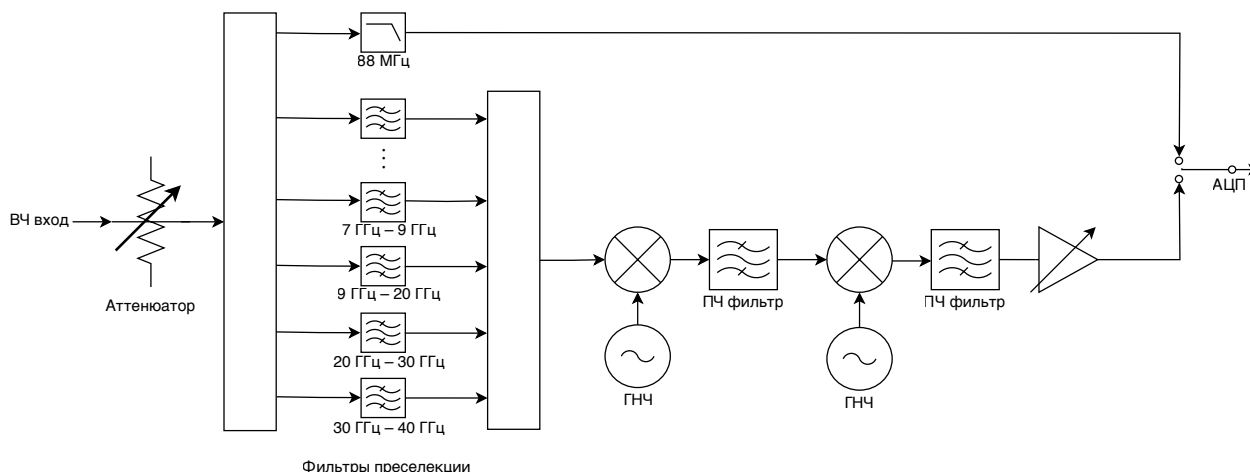 88 МГц
ВЧ вход
Аттенюатор
7 ГГц – 9 ГГц
9 ГГц – 20 ГГц
20 ГГц – 30 ГГц
30 ГГц – 40 ГГц
Фильтры преселекции
ПЧ фильтр
ГНЧ
ПЧ фильтр
ГНЧ
АЦП